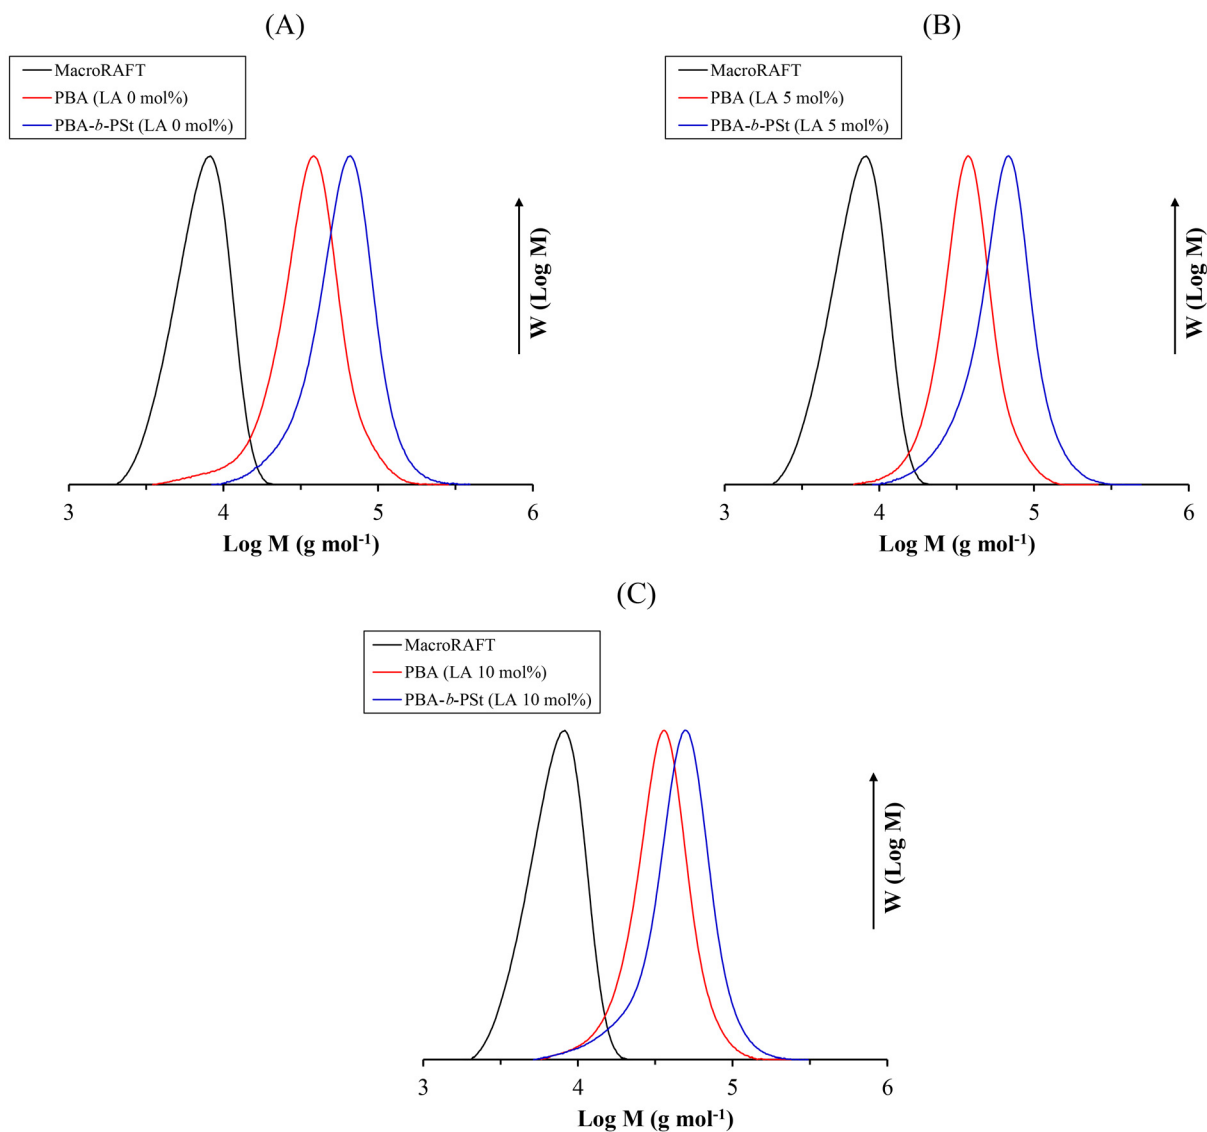 (A)
MacroRAFT
PBA (LA 0 mol%)
PBA-b-PSt (LA 0 mol%)
W (Log M)
3 4 5 6
Log M (g mol-1)
(B)
MacroRAFT
PBA (LA 5 mol%)
PBA-b-PSt (LA 5 mol%)
W (Log M)
3 4 5 6
Log M (g mol-1)
(C)
MacroRAFT
PBA (LA 10 mol%)
PBA-b-PSt (LA 10 mol%)
W (Log M)
3 4 5 6
Log M (g mol-1)